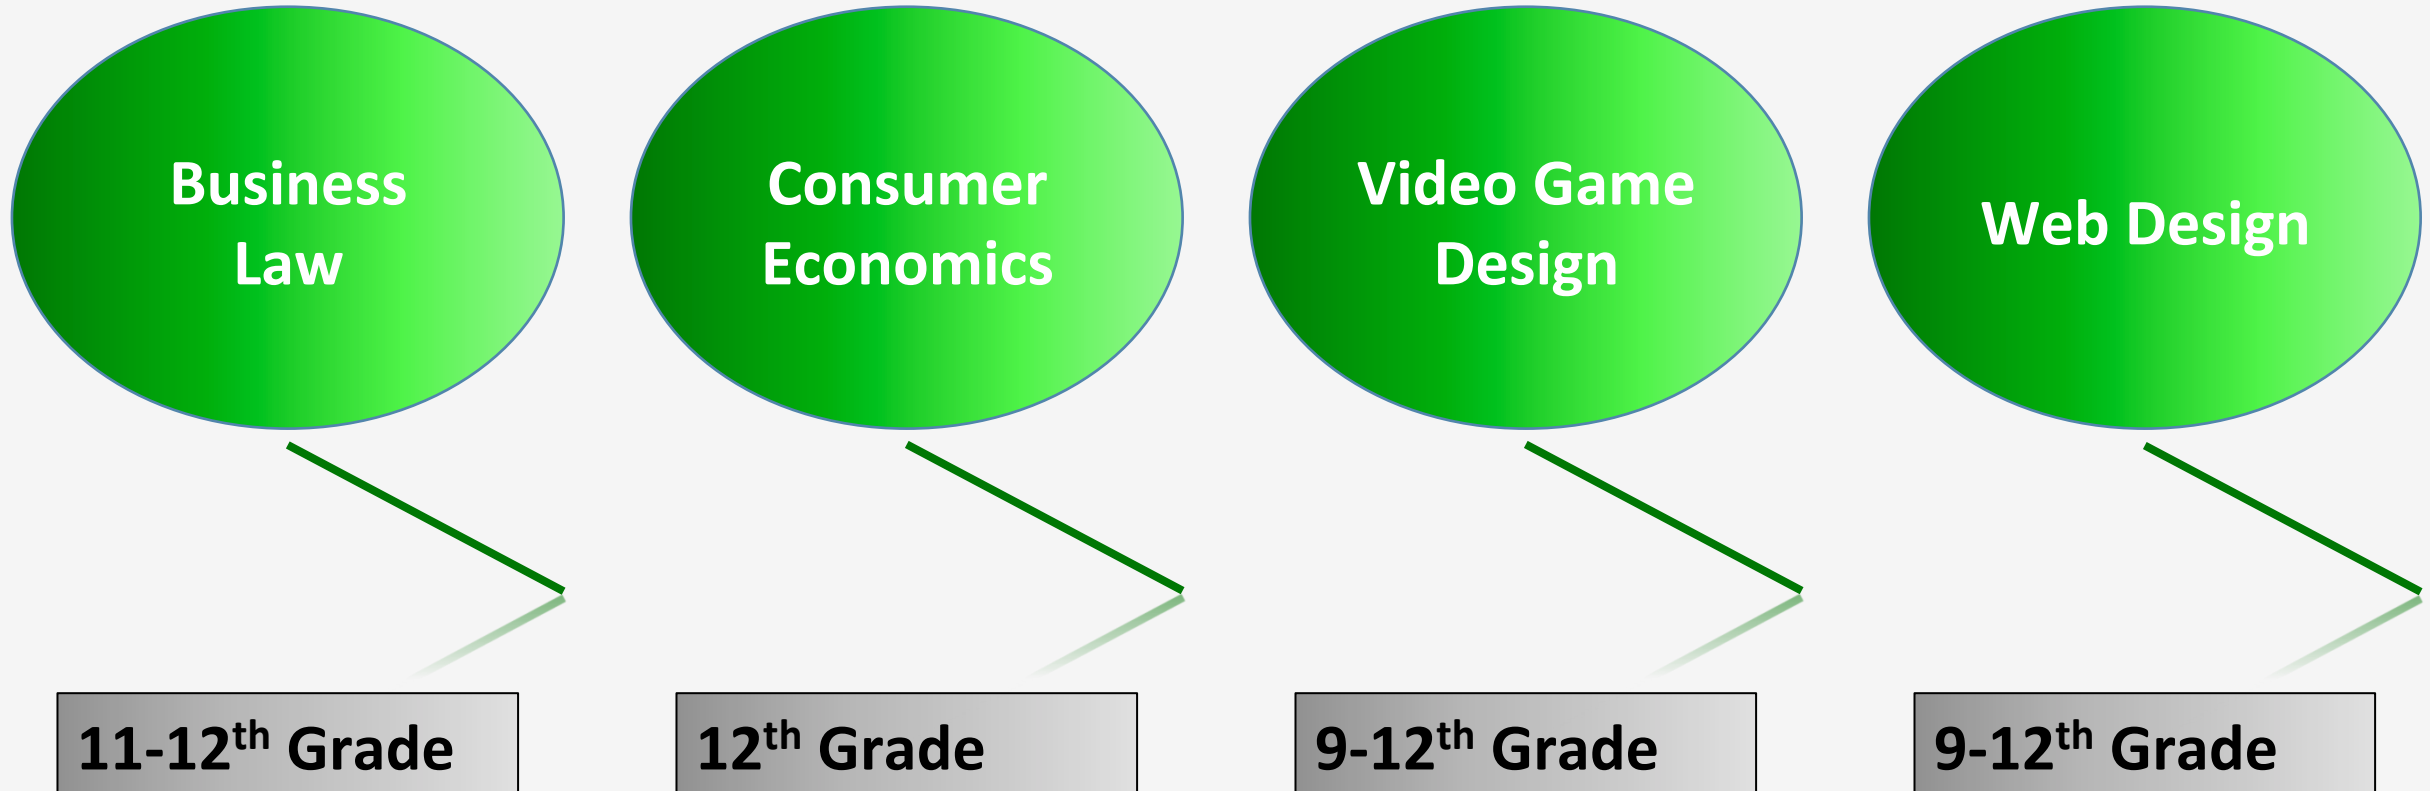 Business
Law
Consumer
Economics
Video Game
Design
Web Design
11-12th Grade
12th Grade
9-12th Grade
9-12th Grade